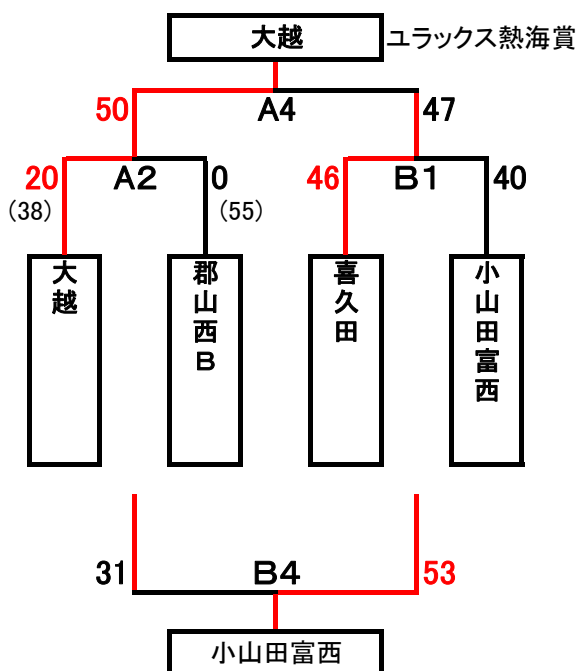 大越 ユラックス熱海賞
50 A4 47
20 A2 0 46 B1 40
(38) (55)
大越
郡山西B
喜久田
小山田富西
31 B4 53
小山田富西